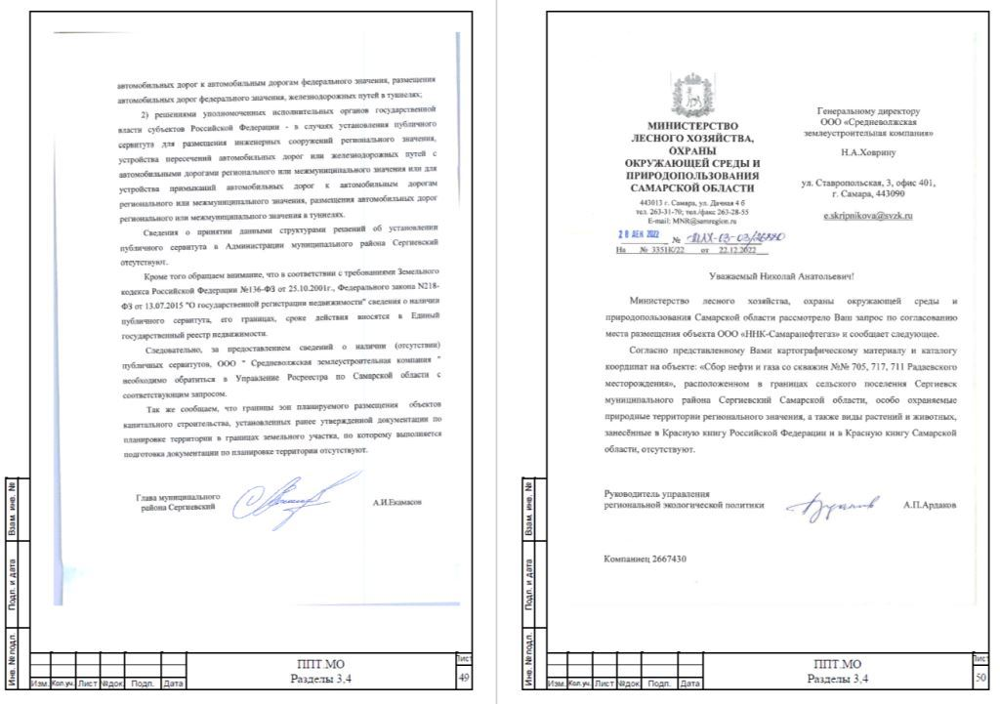 автомобильных дорог к автомобильным дорогам федерального значения, размещения
автомобильных дорог федерального значения, железнодорожных путей в туннелях;
2) решениями уполномоченных исполнительных органов государственной
власти субъектов Российской Федерации - в случаях установления публичного
сервитута для размещения инженерных сооружений регионального значения,
устройства пересечений автомобильных дорог или железнодорожных путей с
автомобильными дорогами регионального или межмуниципального значения или для
устройства примыканий автомобильных дорог к автомобильным дорогам
регионального или межмуниципального значения, размещения автомобильных дорог
регионального или межмуниципального значения в туннелях.
Сведения о принятии данными структурами решений об установлении
публичного сервитута в Администрации муниципального района Сергиевский
отсутствуют.
Кроме того обращаем внимание, что в соответствии с требованиями Земельного
кодекса Российской Федерации №136-ФЗ от 25.10.2001г., Федерального закона N218-
ФЗ от 13.07.2015 "О государственной регистрации недвижимости" сведения о наличии
публичного сервитута, его границах, сроке действия вносятся в Единый
государственный реестр недвижимости.
Следовательно, за предоставлением сведений о наличии (отсутствии)
публичных сервитутов, ООО " Средневолжская землеустроительная компания "
необходимо обратиться в Управление Росреестра по Самарской области с
соответствующим запросом.
Так же сообщаем, что границы зон планируемого размещения объектов
капитального строительства, установленных ранее утвержденной документации по
планировке территории в границах земельного участка, по которому выполняется
подготовка документации по планировке территории отсутствуют.
Глава муниципального
района Сергиевский
А.И.Екамасов
Взам. инв. №
Подп. и дата
Инв. № подл.
Изм. Кол.уч. Лист №док Подп. Дата
ППТ.МО
Разделы 3,4
Лист
49
МИНИСТЕРСТВО
ЛЕСНОГО ХОЗЯЙСТВА,
ОХРАНЫ
ОКРУЖАЮЩЕЙ СРЕДЫ И
ПРИРОДОПОЛЬЗОВАНИЯ
САМАРСКОЙ ОБЛАСТИ
443013 г. Самара, ул. Дачная 4 б
тел. 263-31-70; тел./факс 263-28-55
E-mail: MNR@samregion.ru
28 ДЕК 2022 №
На № 3351К/22 от 22.12.2022
Генеральному директору
ООО «Средневолжская
землеустроительная компания»
Н.А.Ховрину
ул. Ставропольская, 3, офис 401,
г. Самара, 443090
e.skripnikova@svzk.ru
Уважаемый Николай Анатольевич!
Министерство лесного хозяйства, охраны окружающей среды и
природопользования Самарской области рассмотрело Ваш запрос по согласованию
места размещения объекта ООО «ННК-Самаранефтегаз» и сообщает следующее.
Согласно представленному Вами картографическому материалу и каталогу
координат на объекте: «Сбор нефти и газа со скважин №№ 705, 717, 711 Радаевского
месторождения», расположенном в границах сельского поселения Сергиевск
муниципального района Сергиевский Самарской области, особо охраняемые
природные территории регионального значения, а также виды растений и животных,
занесённые в Красную книгу Российской Федерации и в Красную книгу Самарской
области, отсутствуют.
Руководитель управления
региональной экологической политики
А.П.Ардаков
Компаниец 2667430
Взам. инв. №
Подп. и дата
Инв. № подл.
Изм. Кол.уч. Лист №док Подп. Дата
ППТ.МО
Разделы 3,4
Лист
50